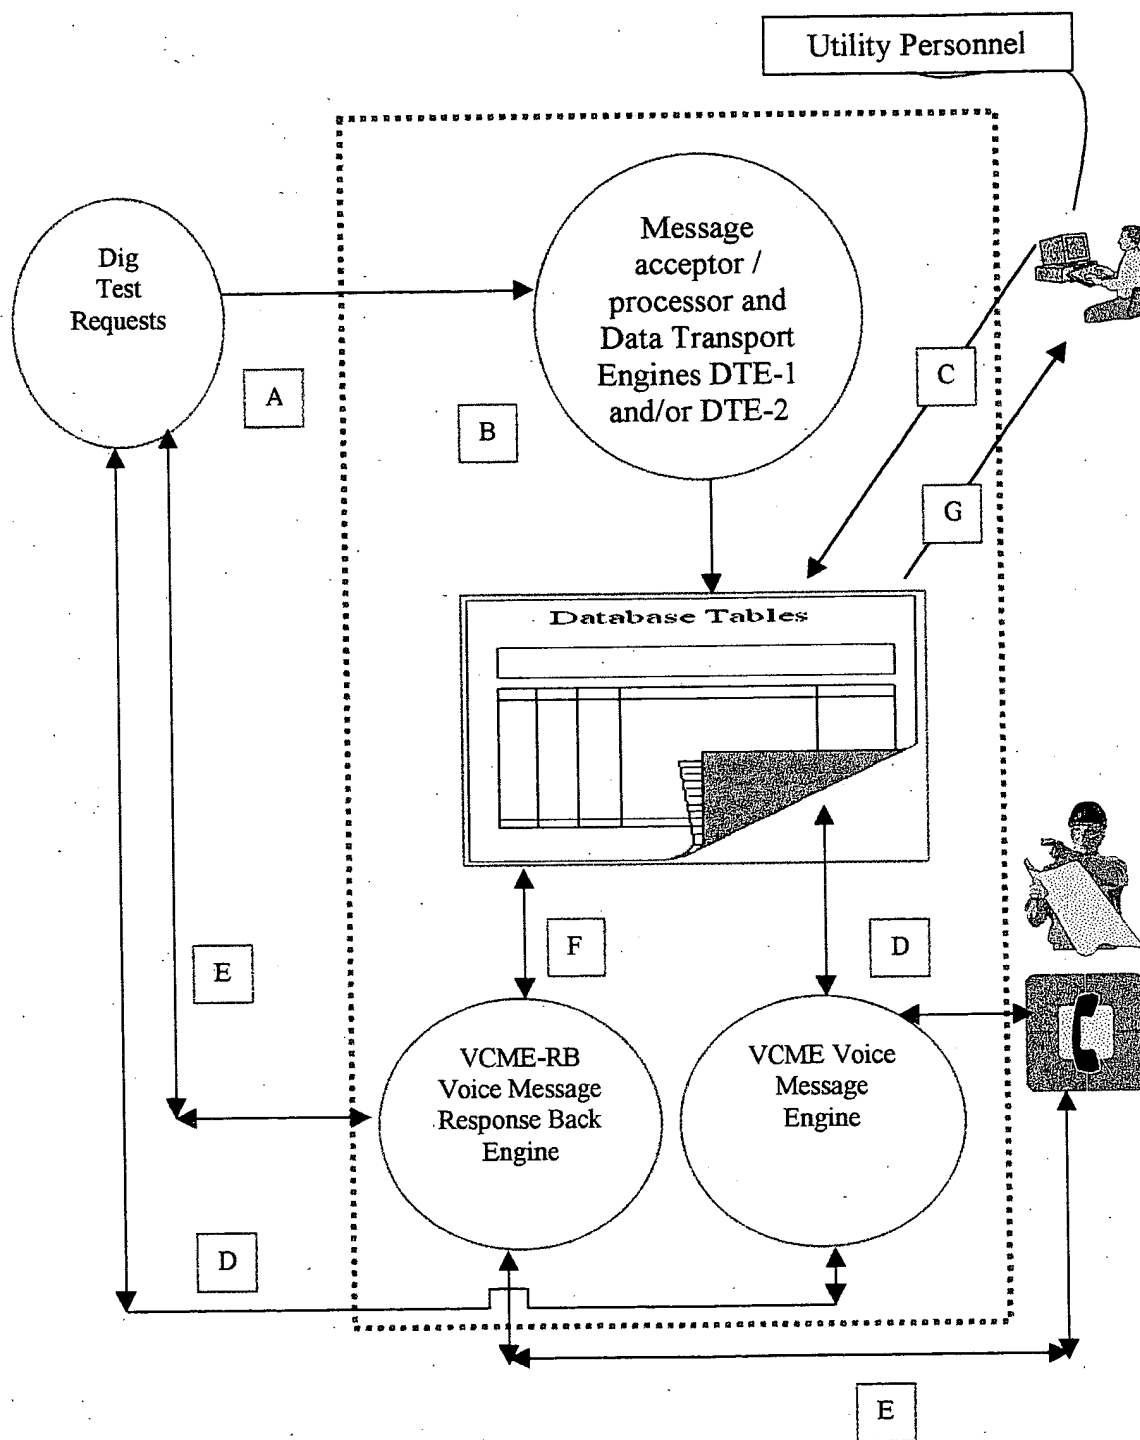 Utility Personnel
Dig
Test
Requests
Message
acceptor /
processor and
Data Transport
Engines DTE-1
and/or DTE-2
A
B
C
G
Database Tables
E
F
D
VCME-RB
Voice Message
Response Back
Engine
VCME Voice
Message
Engine
D
E